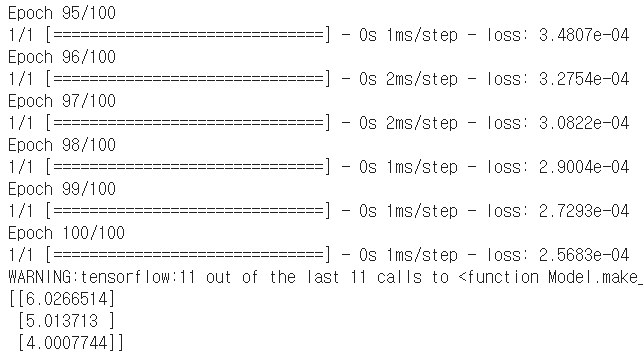 Epoch 95/100
1/1 [==============================] - 0s 1ms/step - loss: 3.4807e-04
Epoch 96/100
1/1 [==============================] - 0s 2ms/step - loss: 3.2754e-04
Epoch 97/100
1/1 [==============================] - 0s 2ms/step - loss: 3.0822e-04
Epoch 98/100
1/1 [==============================] - 0s 1ms/step - loss: 2.9004e-04
Epoch 99/100
1/1 [==============================] - 0s 1ms/step - loss: 2.7293e-04
Epoch 100/100
1/1 [==============================] - 0s 1ms/step - loss: 2.5683e-04
WARNING:tensorflow:11 out of the last 11 calls to <function Model.make_
[[6.0266514]
 [5.013713 ]
 [4.0007744]]